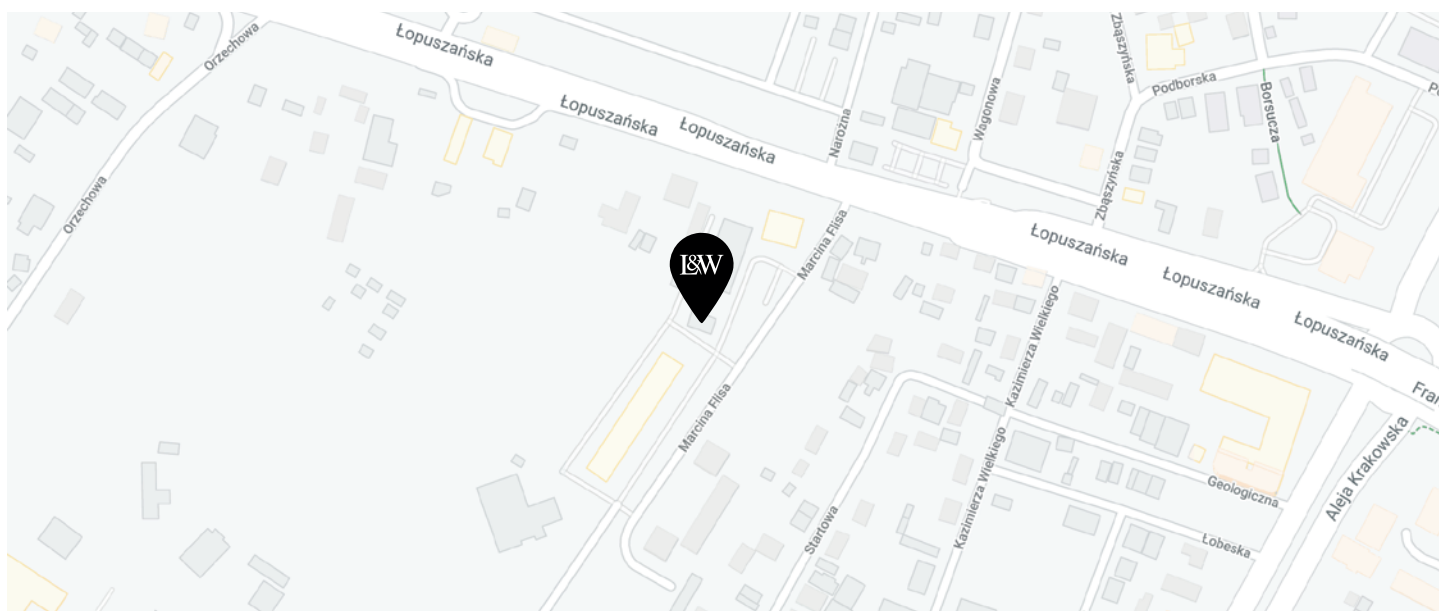 Orzechowa
Łopuszańska
Zbąszyńska
Podborska
Borsucza
Łopuszańska
Łopuszańska
Narożna
Wagonowa
Orzechowa
Zbąszyńska
Marcina Flisa
Łopuszańska
Łopuszańska
Łopuszańska
L&W
Kazimierza Wielkiego
Marcina Flisa
Kazimierza Wielkiego
Geologiczna
Aleja Krakowska
Startowa
Łobeska
Fran